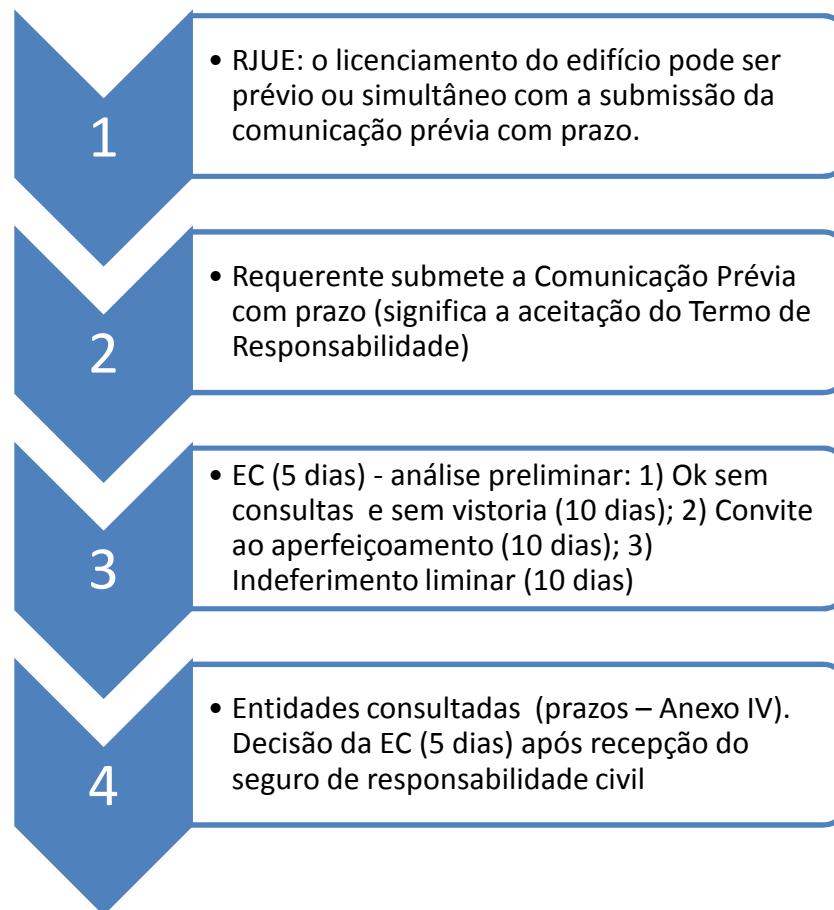 1
• RJUE: o licenciamento do edifício pode ser
prévio ou simultâneo com a submissão da
comunicação prévia com prazo.
2
• Requerente submete a Comunicação Prévia
com prazo (significa a aceitação do Termo de
Responsabilidade)
3
• EC (5 dias) - análise preliminar: 1) Ok sem
consultas e sem vistoria (10 dias); 2) Convite
ao aperfeiçoamento (10 dias); 3)
Indeferimento liminar (10 dias)
4
• Entidades consultadas (prazos – Anexo IV).
Decisão da EC (5 dias) após recepção do
seguro de responsabilidade civil